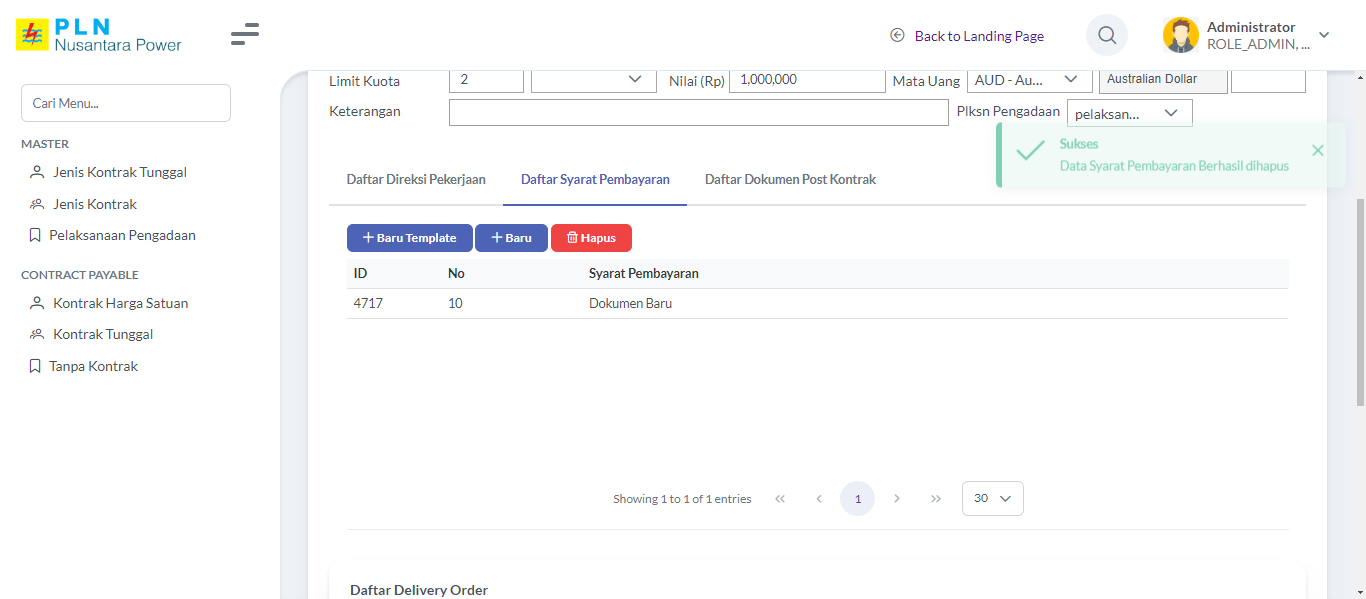 PLN
Nusantara Power
Back to Landing Page
Administrator
ROLE_ADMIN, ...
Cari Menu...
MASTER
Jenis Kontrak Tunggal
Jenis Kontrak
Pelaksanaan Pengadaan
CONTRACT PAYABLE
Kontrak Harga Satuan
Kontrak Tunggal
Tanpa Kontrak
Limit Kuota 2 Nilai (Rp) 1,000,000 Mata Uang AUD - Au... Australian Dollar
Keterangan Plksn Pengadaan pelaksan...
Sukses
Data Syarat Pembayaran Berhasil dihapus
Daftar Direksi Pekerjaan Daftar Syarat Pembayaran Daftar Dokumen Post Kontrak
Baru Template Baru Hapus
ID No Syarat Pembayaran
4717 10 Dokumen Baru
Showing 1 to 1 of 1 entries 1 30
Daftar Delivery Order